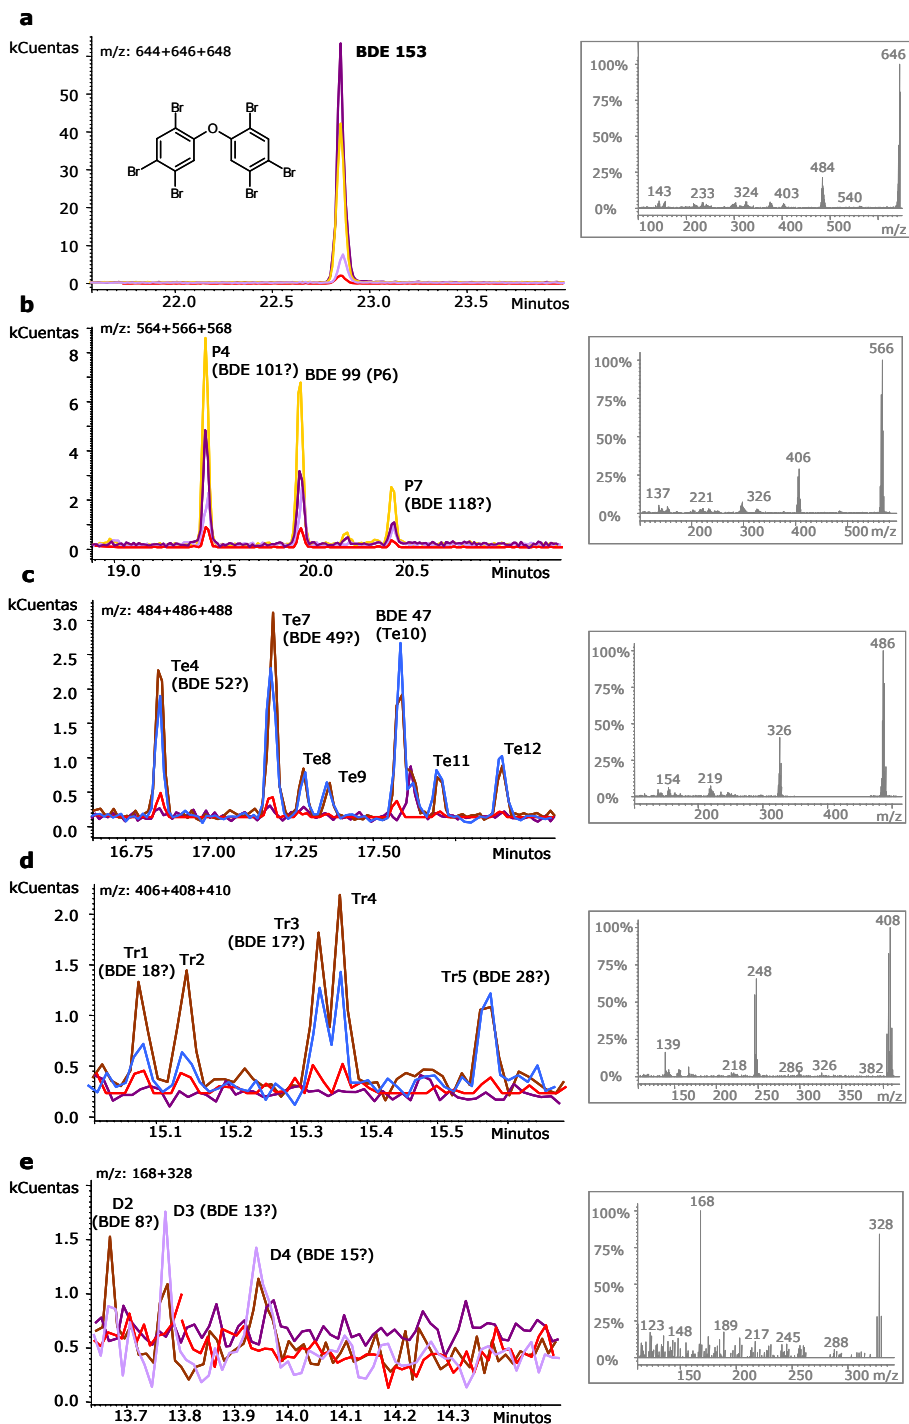 a
kCuentas
m/z: 644+646+648
BDE 153
50
40
30
20
10
0
Br
Br
O
Br
Br
Br
Br
22.0
22.5
23.0
23.5
Minutos
100%
75%
50%
25%
0%
646
484
143
233
324
403
540
100
200
300
400
500
m/z
b
kCuentas
m/z: 564+566+568
8
6
4
2
0
P4
(BDE 101?)
BDE 99 (P6)
P7
(BDE 118?)
19.0
19.5
20.0
20.5
Minutos
100%
75%
50%
25%
0%
566
406
137
221
326
200
300
400
500
m/z
c
kCuentas
m/z: 484+486+488
3.0
2.5
2.0
1.5
1.0
0.5
0.0
Te4
(BDE 52?)
Te7
(BDE 49?)
Te8
Te9
BDE 47
(Te10)
Te11
Te12
16.75
17.00
17.25
17.50
Minutos
100%
75%
50%
25%
0%
486
326
154
219
200
300
400
m/z
d
kCuentas
m/z: 406+408+410
2.0
1.5
1.0
0.5
0.0
Tr1
(BDE 18?)
Tr2
Tr3
(BDE 17?)
Tr4
Tr5 (BDE 28?)
15.1
15.2
15.3
15.4
15.5
Minutos
100%
75%
50%
25%
0%
408
248
139
218
286
326
382
150
200
250
300
350
m/z
e
kCuentas
m/z: 168+328
1.5
1.0
0.5
0.0
D2
(BDE 8?)
D3 (BDE 13?)
D4 (BDE 15?)
13.7
13.8
13.9
14.0
14.1
14.2
14.3
Minutos
100%
75%
50%
25%
0%
168
328
123
148
189
217
245
288
150
200
250
300
m/z